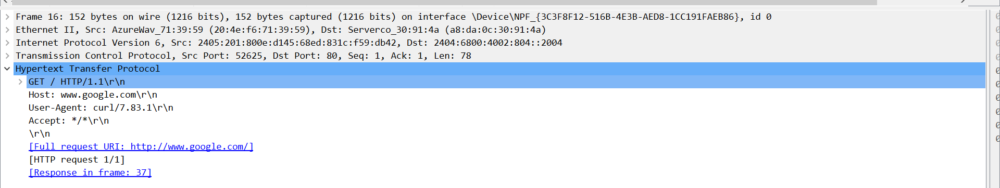 Frame 16: 152 bytes on wire (1216 bits), 152 bytes captured (1216 bits) on interface \Device\NPF_{3C3F8F12-516B-4E3B-AED8-1CC191FAEB86}, id 0
Ethernet II, Src: AzureWav_71:39:59 (20:4e:f6:71:39:59), Dst: Serverco_30:91:4a (a8:da:0c:30:91:4a)
Internet Protocol Version 6, Src: 2405:201:800e:d145:68ed:831c:f59:db42, Dst: 2404:6800:4002:804::2004
Transmission Control Protocol, Src Port: 52625, Dst Port: 80, Seq: 1, Ack: 1, Len: 78
Hypertext Transfer Protocol
GET / HTTP/1.1\r\n
Host: www.google.com\r\n
User-Agent: curl/7.83.1\r\n
Accept: */*\r\n
\r\n
[Full request URI: http://www.google.com/]
[HTTP request 1/1]
[Response in frame: 37]